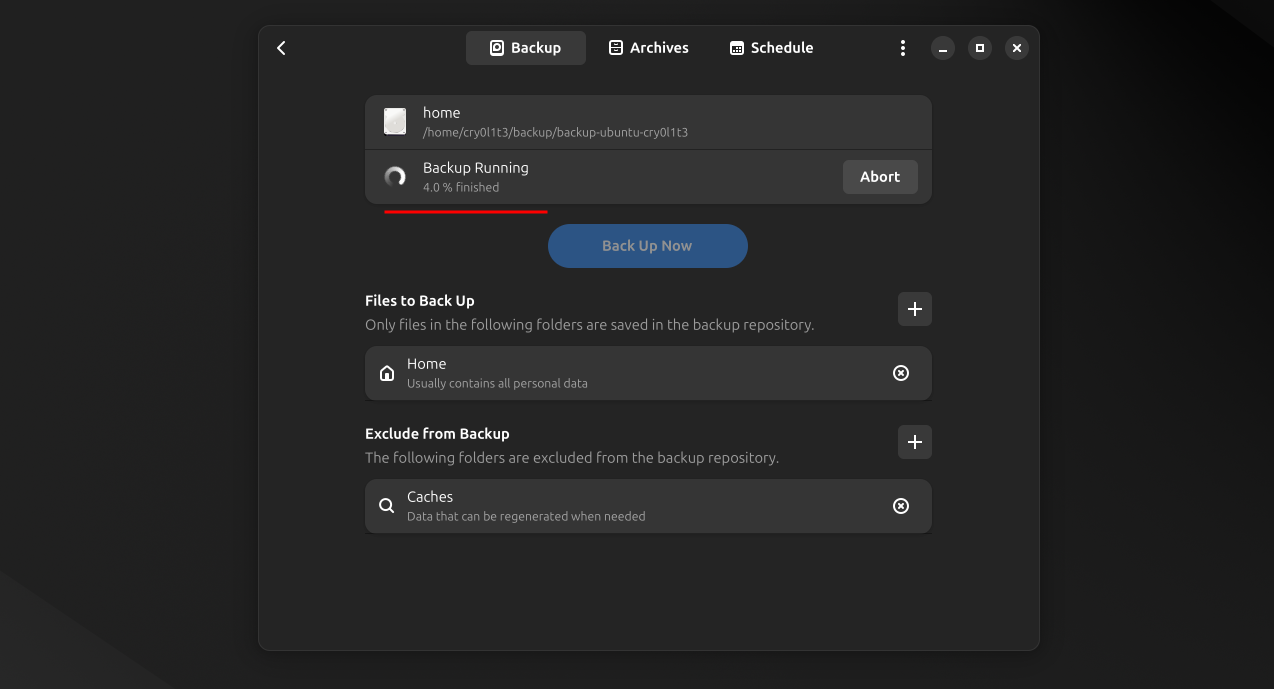 Backup
Archives
Schedule
home
/home/cry0l1t3/backup/backup-ubuntu-cry0l1t3
Backup Running
4.0 % finished
Abort
Back Up Now
Files to Back Up
Only files in the following folders are saved in the backup repository.
Home
Usually contains all personal data
Exclude from Backup
The following folders are excluded from the backup repository.
Caches
Data that can be regenerated when needed